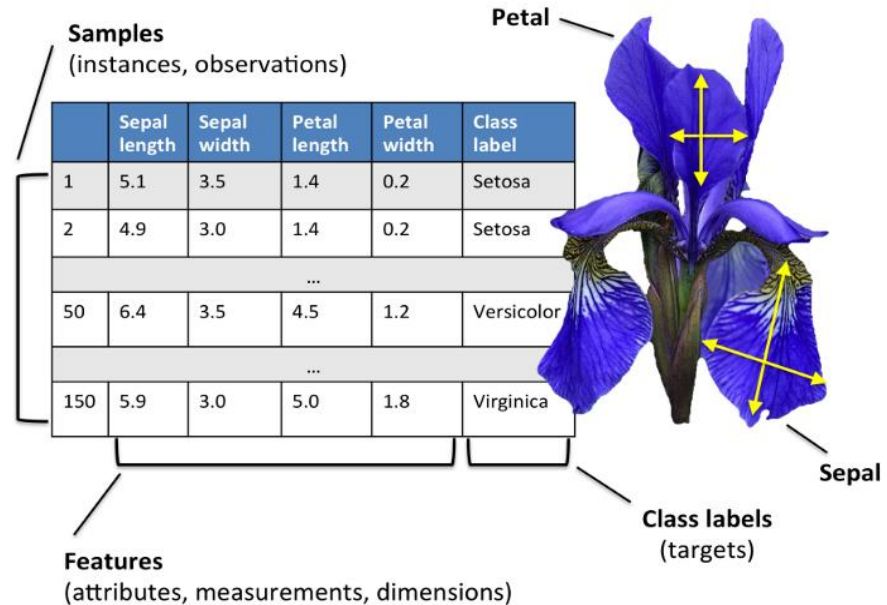 Samples
(instances, observations)
Petal
Sepal length Sepal width Petal length Petal width Class label
1 5.1 3.5 1.4 0.2 Setosa
2 4.9 3.0 1.4 0.2 Setosa
...
50 6.4 3.5 4.5 1.2 Versicolor
...
150 5.9 3.0 5.0 1.8 Virginica
Sepal
Class labels
(targets)
Features
(attributes, measurements, dimensions)